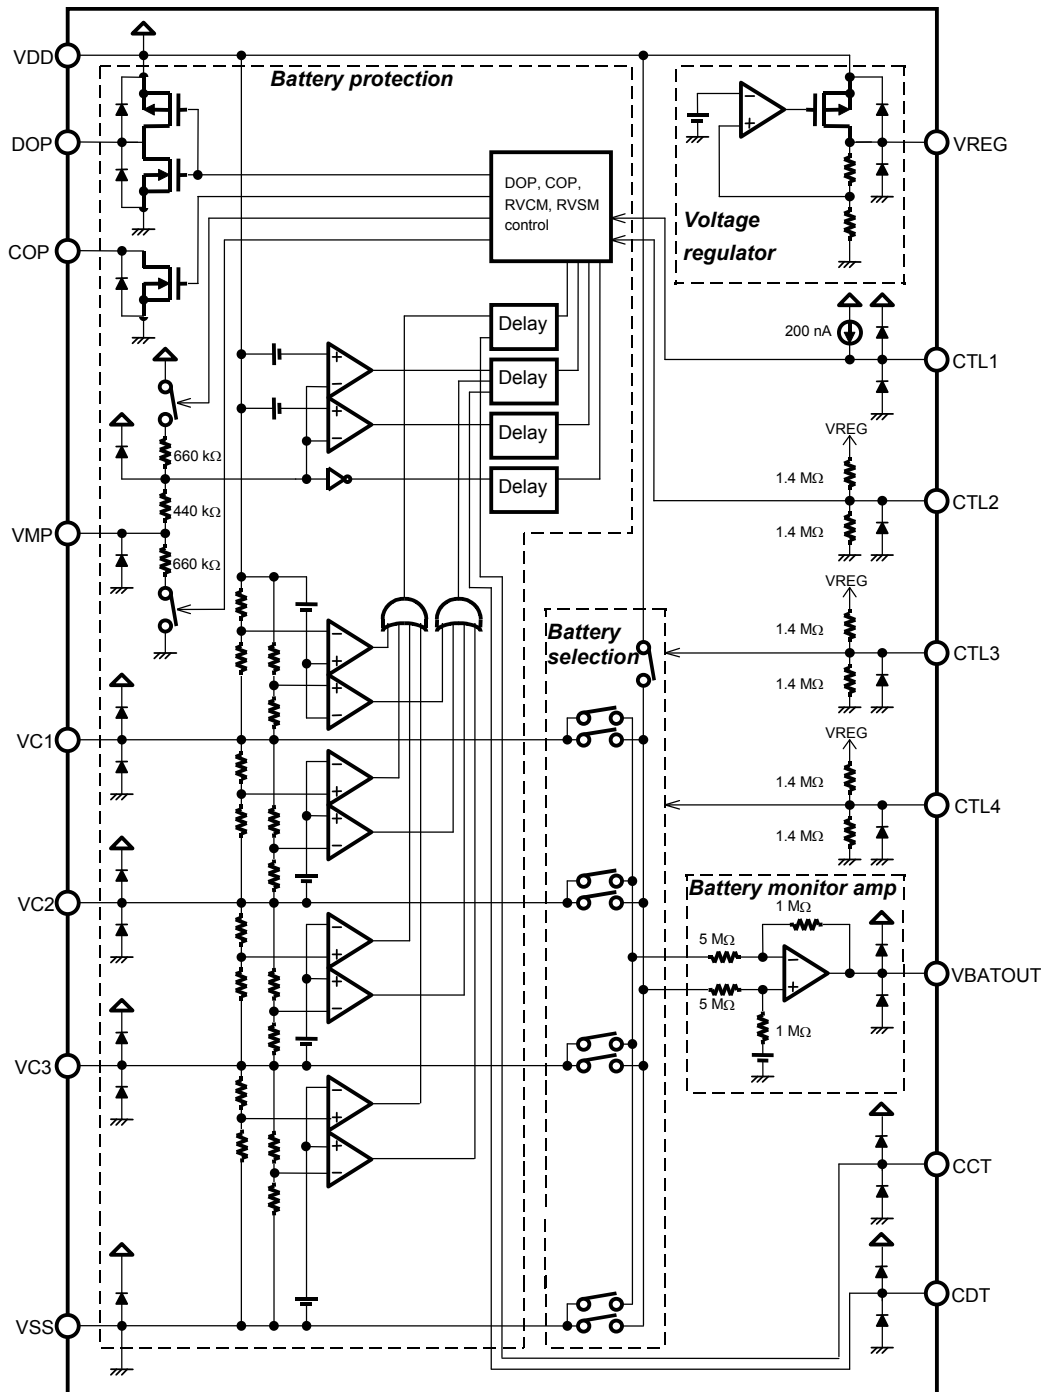 VDD
Battery protection
DOP
DOP, COP,
RVCM, RVSM
control
VREG
Voltage
regulator
COP
Delay
200 nA
CTL1
Delay
Delay
VREG
660 kΩ
1.4 MΩ
Delay
440 kΩ
CTL2
VMP
1.4 MΩ
660 kΩ
VREG
1.4 MΩ
Battery
selection
CTL3
1.4 MΩ
VC1
VREG
1.4 MΩ
CTL4
1.4 MΩ
Battery monitor amp
VC2
1 MΩ
5 MΩ
VBATOUT
5 MΩ
1 MΩ
VC3
CCT
CDT
VSS